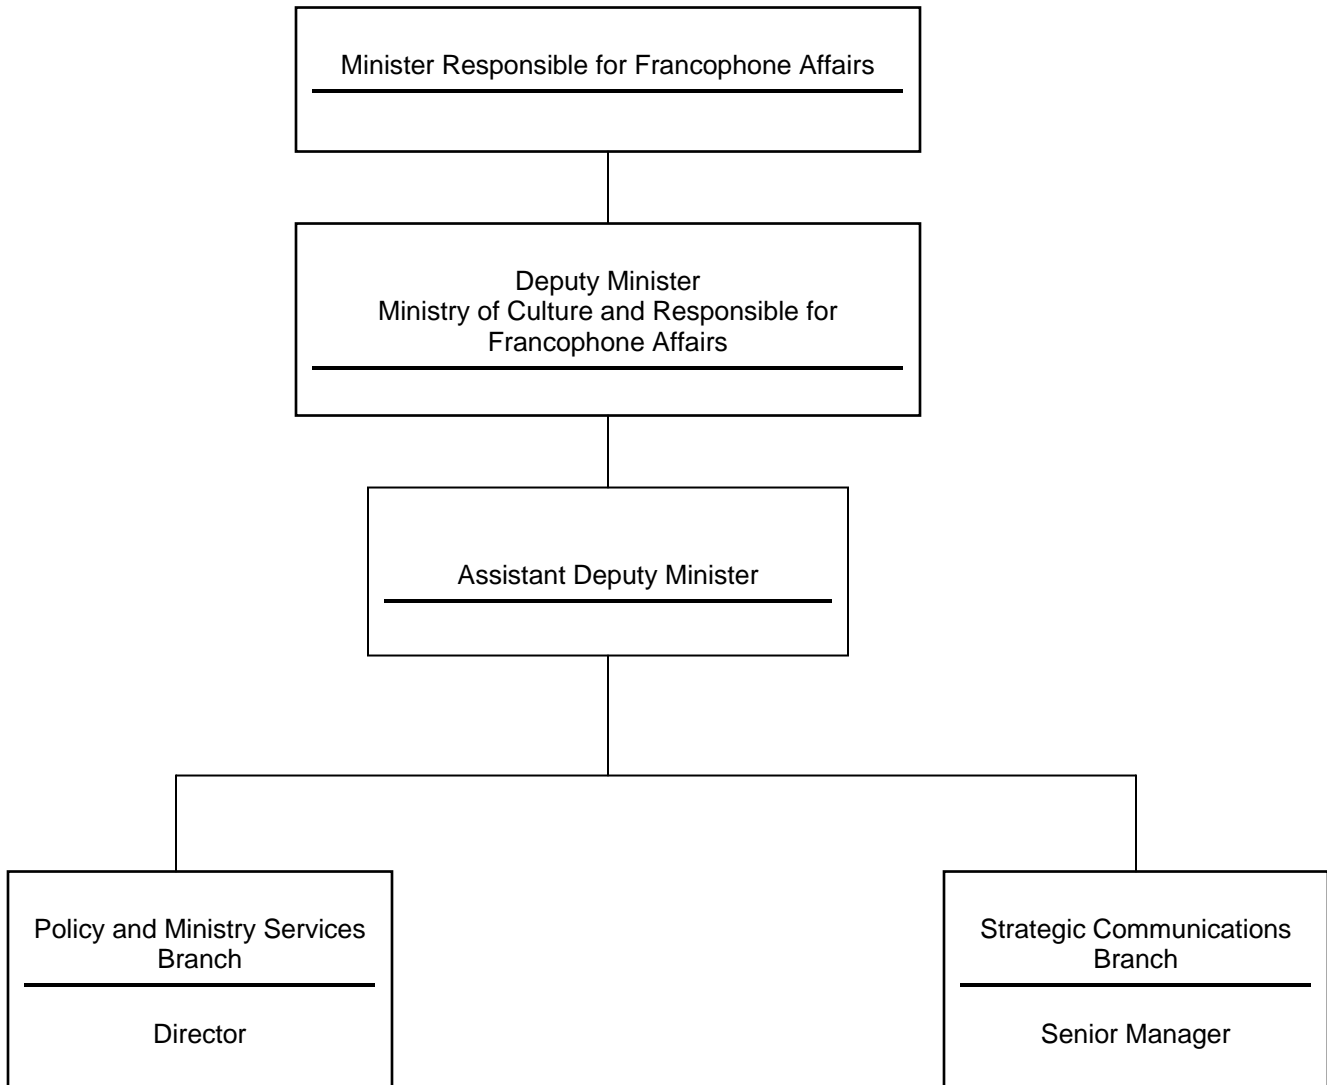 Minister Responsible for Francophone Affairs
Deputy Minister
Ministry of Culture and Responsible for
Francophone Affairs
Assistant Deputy Minister
Policy and Ministry Services
Branch
Director
Strategic Communications
Branch
Senior Manager